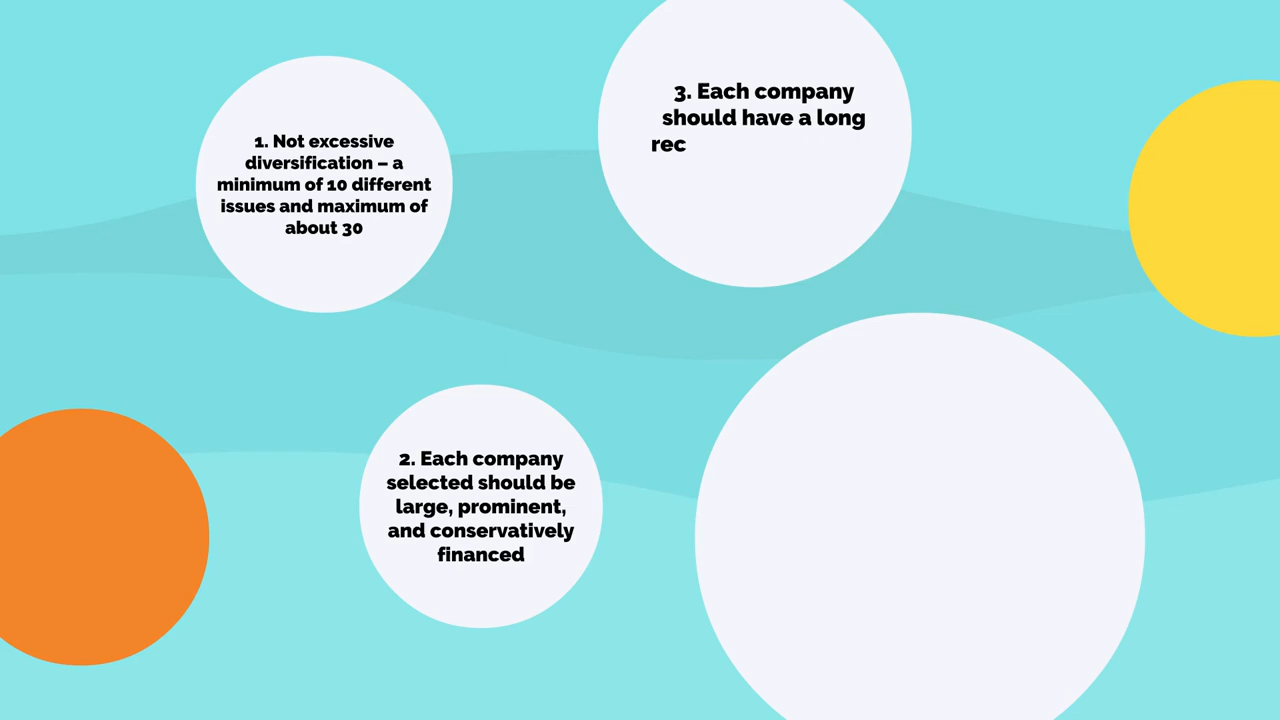 1. Not excessive
diversification – a
minimum of 10 different
issues and maximum of
about 30
2. Each company
selected should be
large, prominent,
and conservatively
financed
3. Each company
should have a long
rec